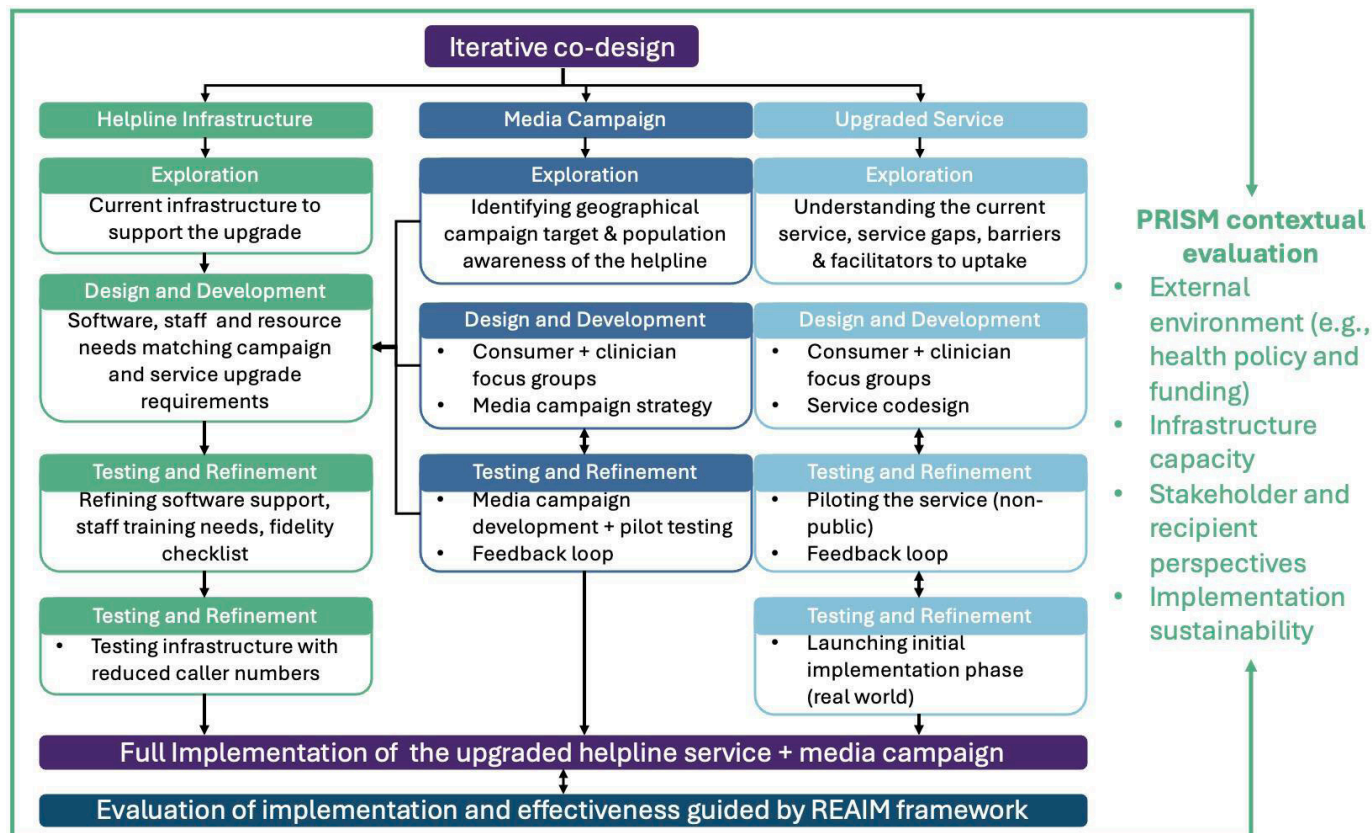 Iterative co-design
Helpline Infrastructure
Exploration
Current infrastructure to
support the upgrade
Design and Development
Software, staff and resource
needs matching campaign
and service upgrade
requirements
Testing and Refinement
Refining software support,
staff training needs, fidelity
checklist
Testing and Refinement
• Testing infrastructure with
reduced caller numbers
Media Campaign
Exploration
Identifying geographical
campaign target & population
awareness of the helpline
Design and Development
• Consumer + clinician
focus groups
• Media campaign strategy
Testing and Refinement
• Media campaign
development + pilot testing
• Feedback loop
Upgraded Service
Exploration
Understanding the current
service, service gaps, barriers
& facilitators to uptake
Design and Development
• Consumer + clinician
focus groups
• Service codesign
Testing and Refinement
• Piloting the service (non-
public)
• Feedback loop
Testing and Refinement
• Launching initial
implementation phase
(real world)
Full Implementation of the upgraded helpline service + media campaign
Evaluation of implementation and effectiveness guided by REAIM framework
PRISM contextual
evaluation
• External
environment (e.g.,
health policy and
funding)
• Infrastructure
capacity
• Stakeholder and
recipient
perspectives
• Implementation
sustainability